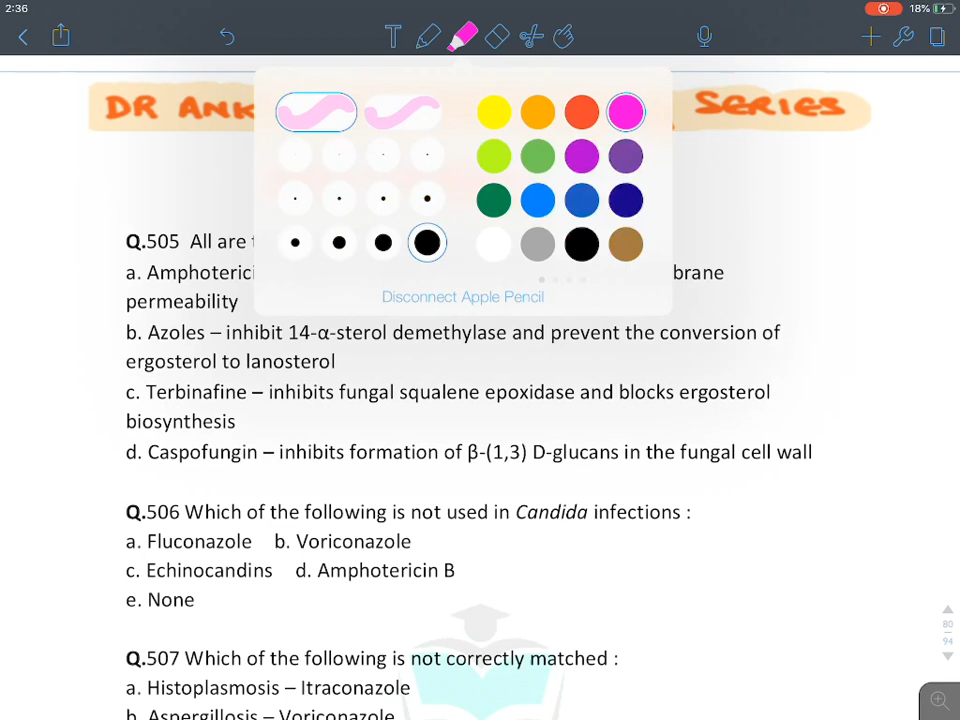 2:36
18%
T
DR ANK SERIES
Q.505 All are
a. Amphoterici brane
permeability
b. Azoles – inhibit 14-α-sterol demethylase and prevent the conversion of
ergosterol to lanosterol
c. Terbinafine – inhibits fungal squalene epoxidase and blocks ergosterol
biosynthesis
d. Caspofungin – inhibits formation of β-(1,3) D-glucans in the fungal cell wall
Disconnect Apple Pencil
Q.506 Which of the following is not used in Candida infections :
a. Fluconazole b. Voriconazole
c. Echinocandins d. Amphotericin B
e. None
80
94
Q.507 Which of the following is not correctly matched :
a. Histoplasmosis – Itraconazole
b. Aspergillosis – Voriconazole